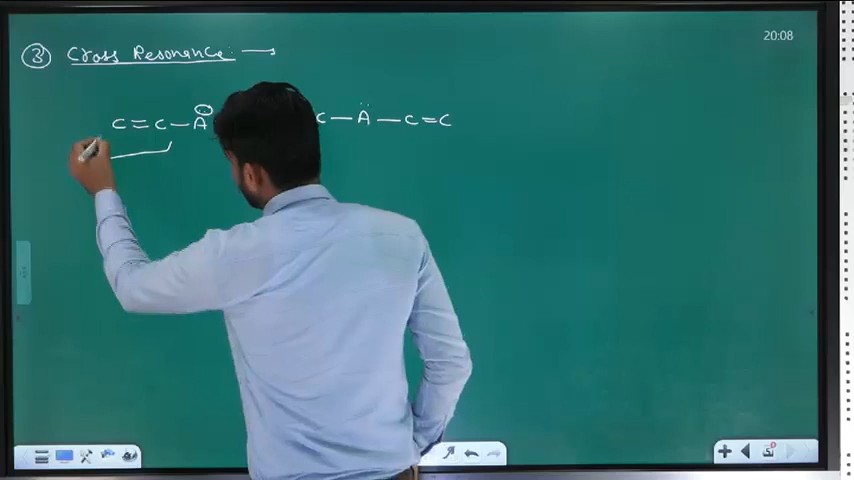 20:08
③ Cross Resonance:→
C=C—Ä C—Ä—C=C